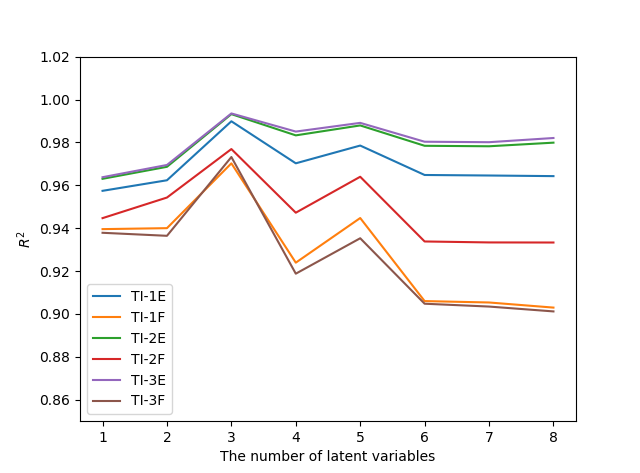 1.02
1.00
0.98
0.96
0.94
0.92
0.90
0.88
0.86
R²
TI-1E
TI-1F
TI-2E
TI-2F
TI-3E
TI-3F
1 2 3 4 5 6 7 8
The number of latent variables